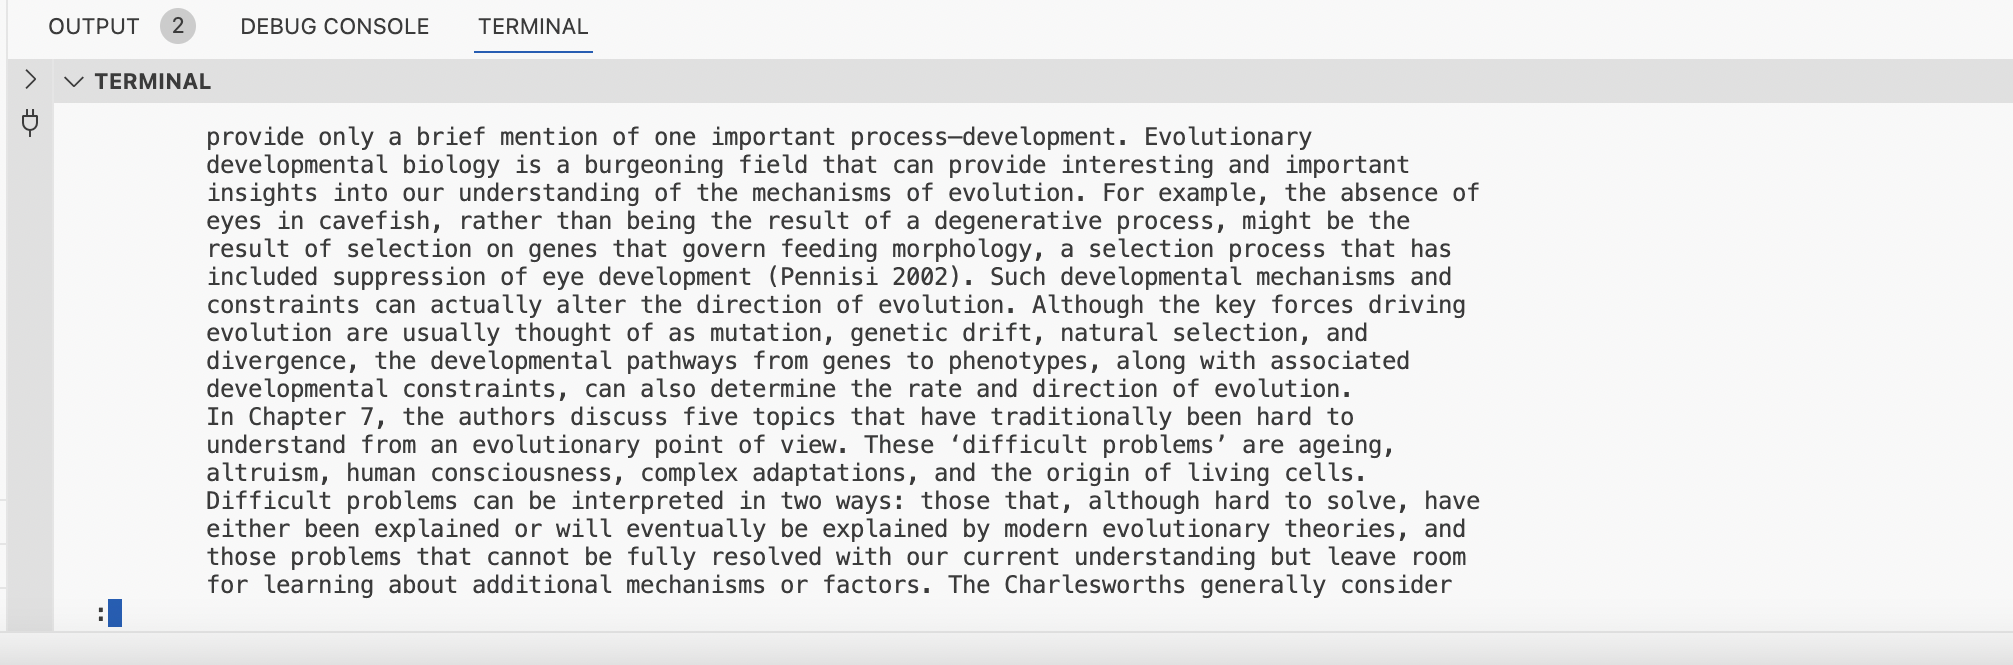 OUTPUT 2 DEBUG CONSOLE TERMINAL
TERMINAL
provide only a brief mention of one important process—development. Evolutionary
developmental biology is a burgeoning field that can provide interesting and important
insights into our understanding of the mechanisms of evolution. For example, the absence of
eyes in cavefish, rather than being the result of a degenerative process, might be the
result of selection on genes that govern feeding morphology, a selection process that has
included suppression of eye development (Pennisi 2002). Such developmental mechanisms and
constraints can actually alter the direction of evolution. Although the key forces driving
evolution are usually thought of as mutation, genetic drift, natural selection, and
divergence, the developmental pathways from genes to phenotypes, along with associated
developmental constraints, can also determine the rate and direction of evolution.
In Chapter 7, the authors discuss five topics that have traditionally been hard to
understand from an evolutionary point of view. These ‘difficult problems’ are ageing,
altruism, human consciousness, complex adaptations, and the origin of living cells.
Difficult problems can be interpreted in two ways: those that, although hard to solve, have
either been explained or will eventually be explained by modern evolutionary theories, and
those problems that cannot be fully resolved with our current understanding but leave room
for learning about additional mechanisms or factors. The Charlesworths generally consider
: